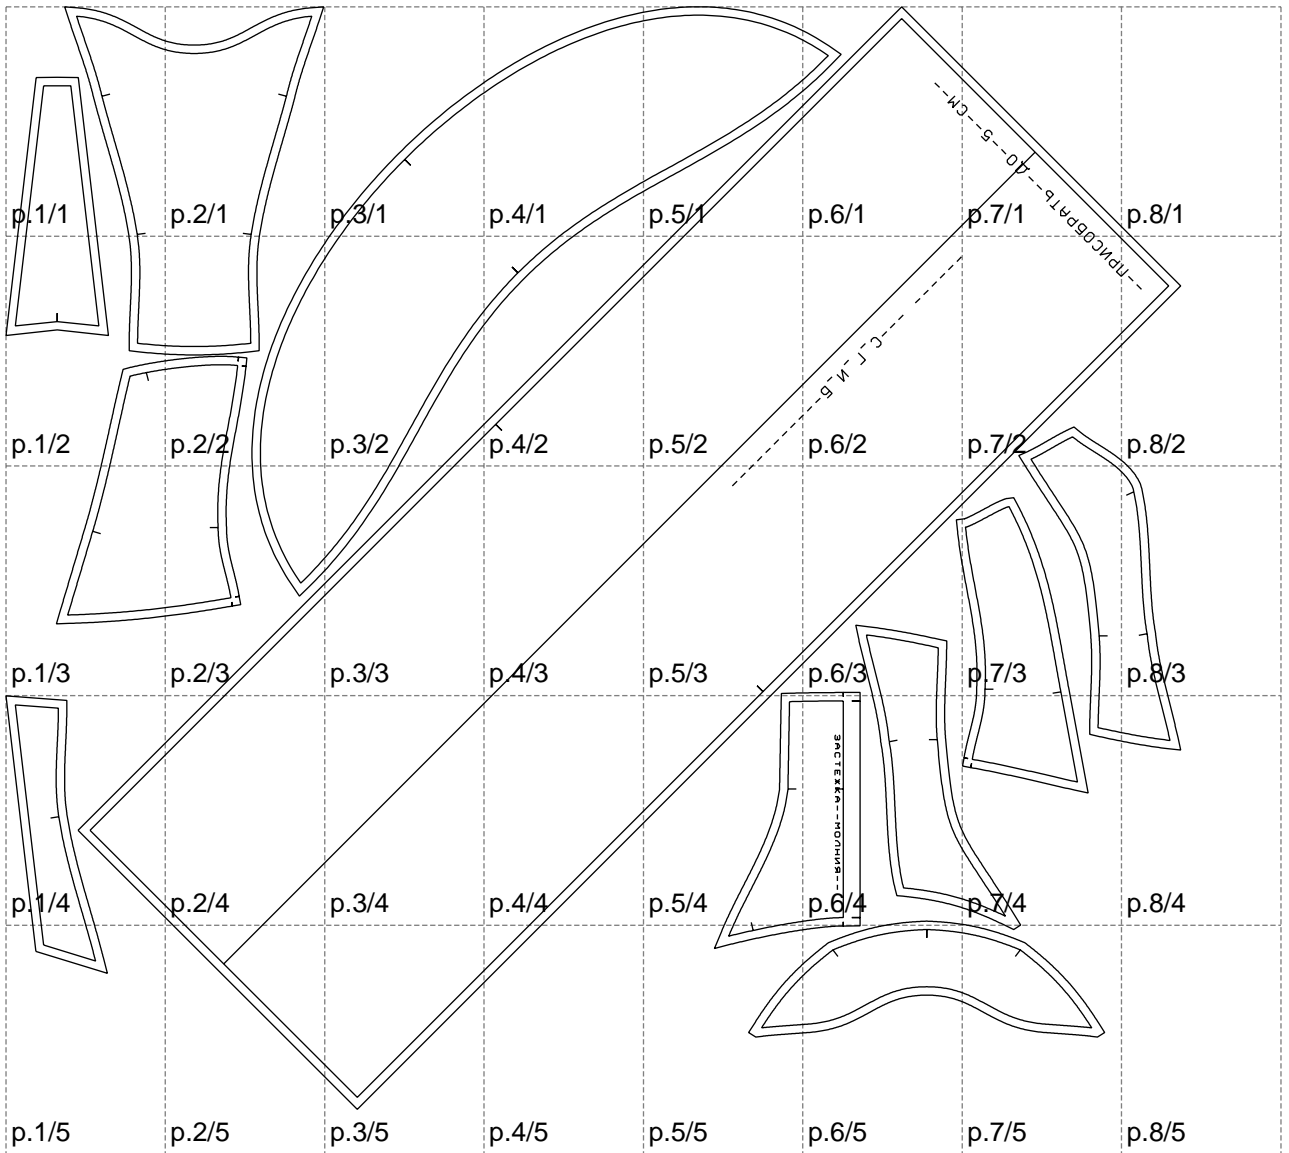 --ПРИСОБРАТЬ--ДО--5--СМ--
p.1/1 p.2/1 p.3/1 p.4/1 p.5/1 p.6/1 p.7/1 p.8/1
--- С Г И Б ---
p.1/2 p.2/2 p.3/2 p.4/2 p.5/2 p.6/2 p.7/2 p.8/2
p.1/3 p.2/3 p.3/3 p.4/3 p.5/3 p.6/3 p.7/3 p.8/3
ЗАСТЕЖКА--МОЛНИЯ--
p.1/4 p.2/4 p.3/4 p.4/4 p.5/4 p.6/4 p.7/4 p.8/4
p.1/5 p.2/5 p.3/5 p.4/5 p.5/5 p.6/5 p.7/5 p.8/5